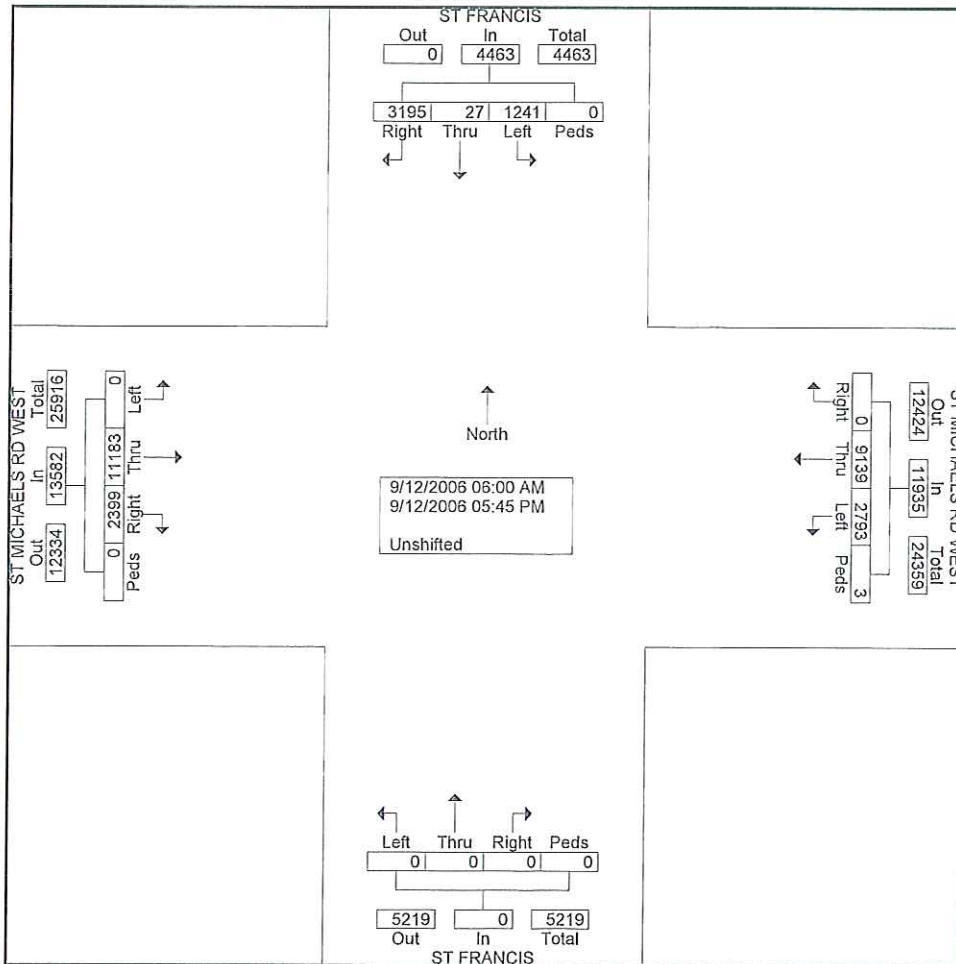 ST FRANCIS
Out In Total
0 4463 4463
3195 27 1241 0
Right Thru Left Peds
ST MICHAELS RD WEST
Total In Out
25916 13582 12334
0 11183 2399 0
Left Thru Right Peds
North
9/12/2006 06:00 AM
9/12/2006 05:45 PM
Unshifted
Right Thru Left Peds
0 9139 2793 3
12424 11935 24359
Out In Total
ST MICHAELS RD WEST
Left Thru Right Peds
0 0 0 0
5219 0 5219
Out In Total
ST FRANCIS